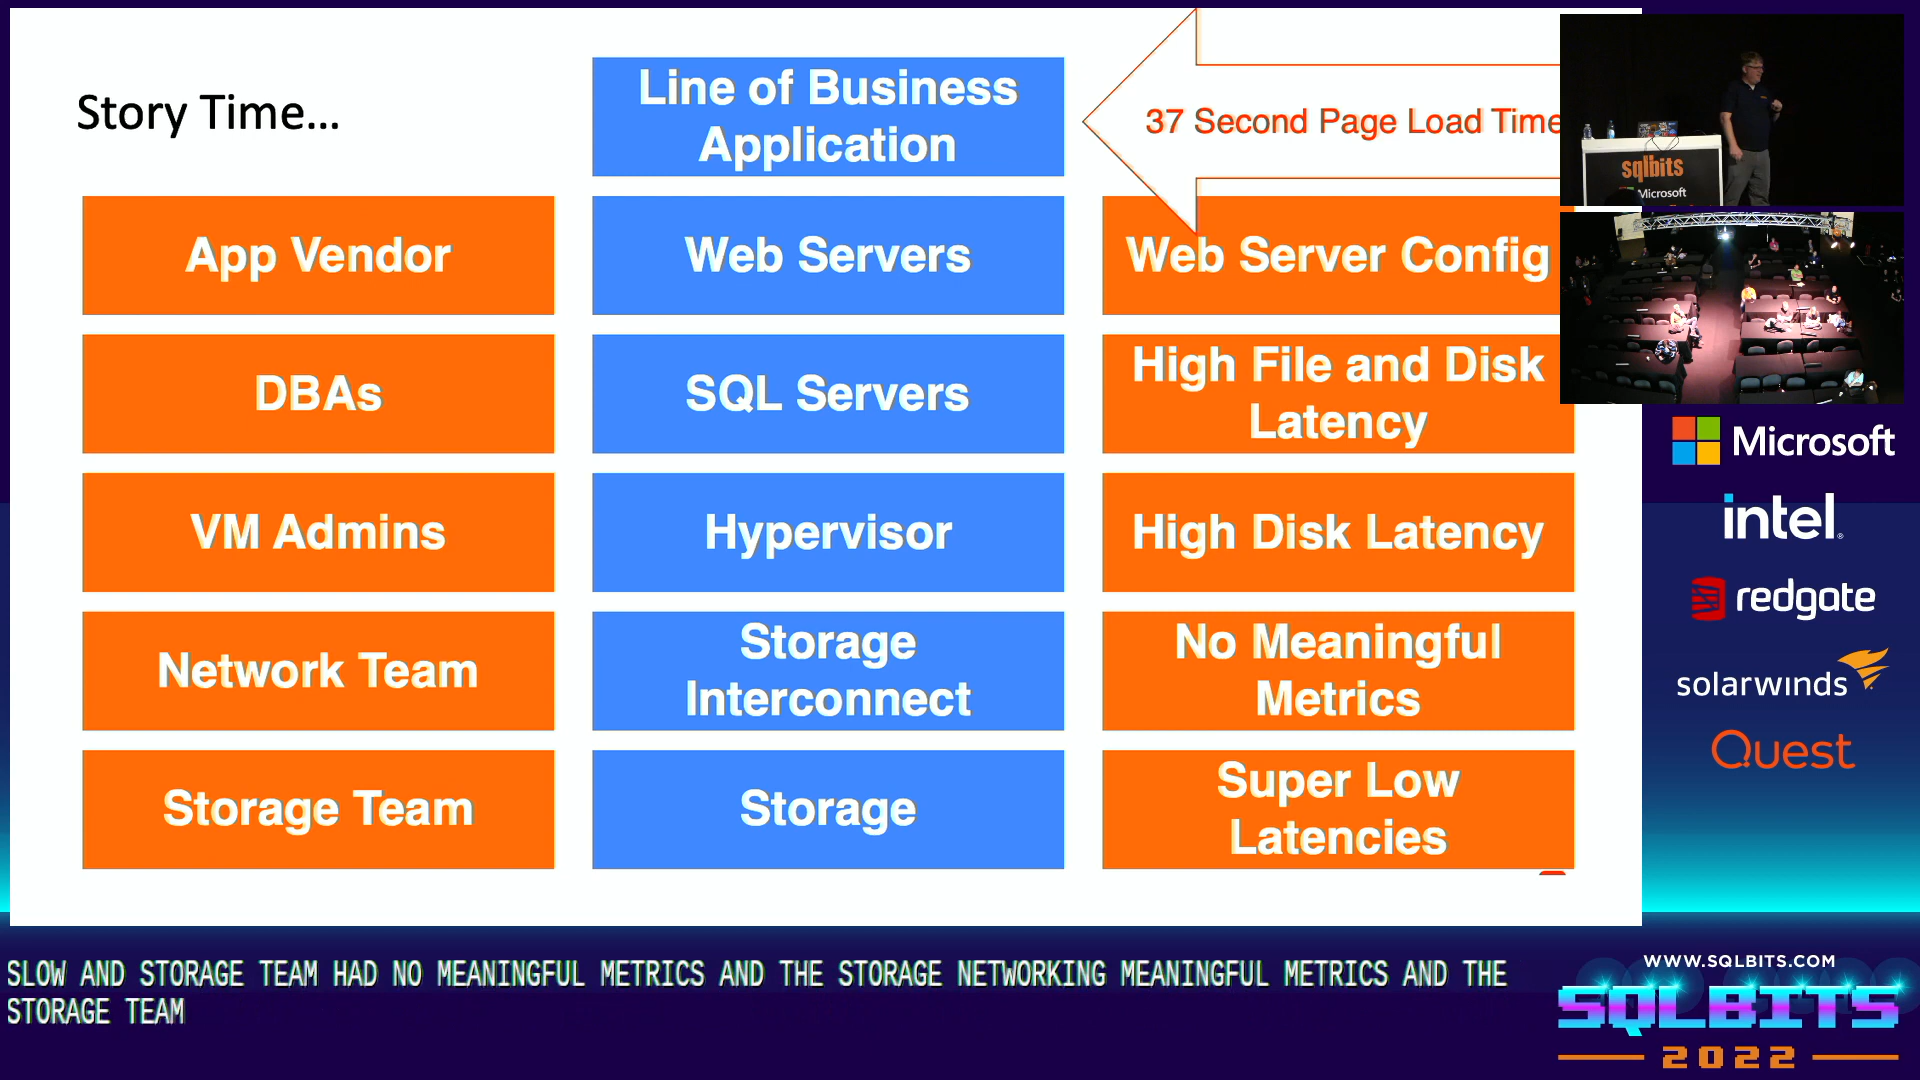 Story Time...
Line of Business
Application
37 Second Page Load Time
App Vendor
Web Servers
Web Server Config
DBAs
SQL Servers
High File and Disk
Latency
VM Admins
Hypervisor
High Disk Latency
Network Team
Storage
Interconnect
No Meaningful
Metrics
Storage Team
Storage
Super Low
Latencies
sqlbits
Microsoft
Microsoft
intel.
redgate
solarwinds
Quest
SLOW AND STORAGE TEAM HAD NO MEANINGFUL METRICS AND THE STORAGE NETWORKING MEANINGFUL METRICS AND THE
STORAGE TEAM
WWW.SQLBITS.COM
SQLBITS
2022